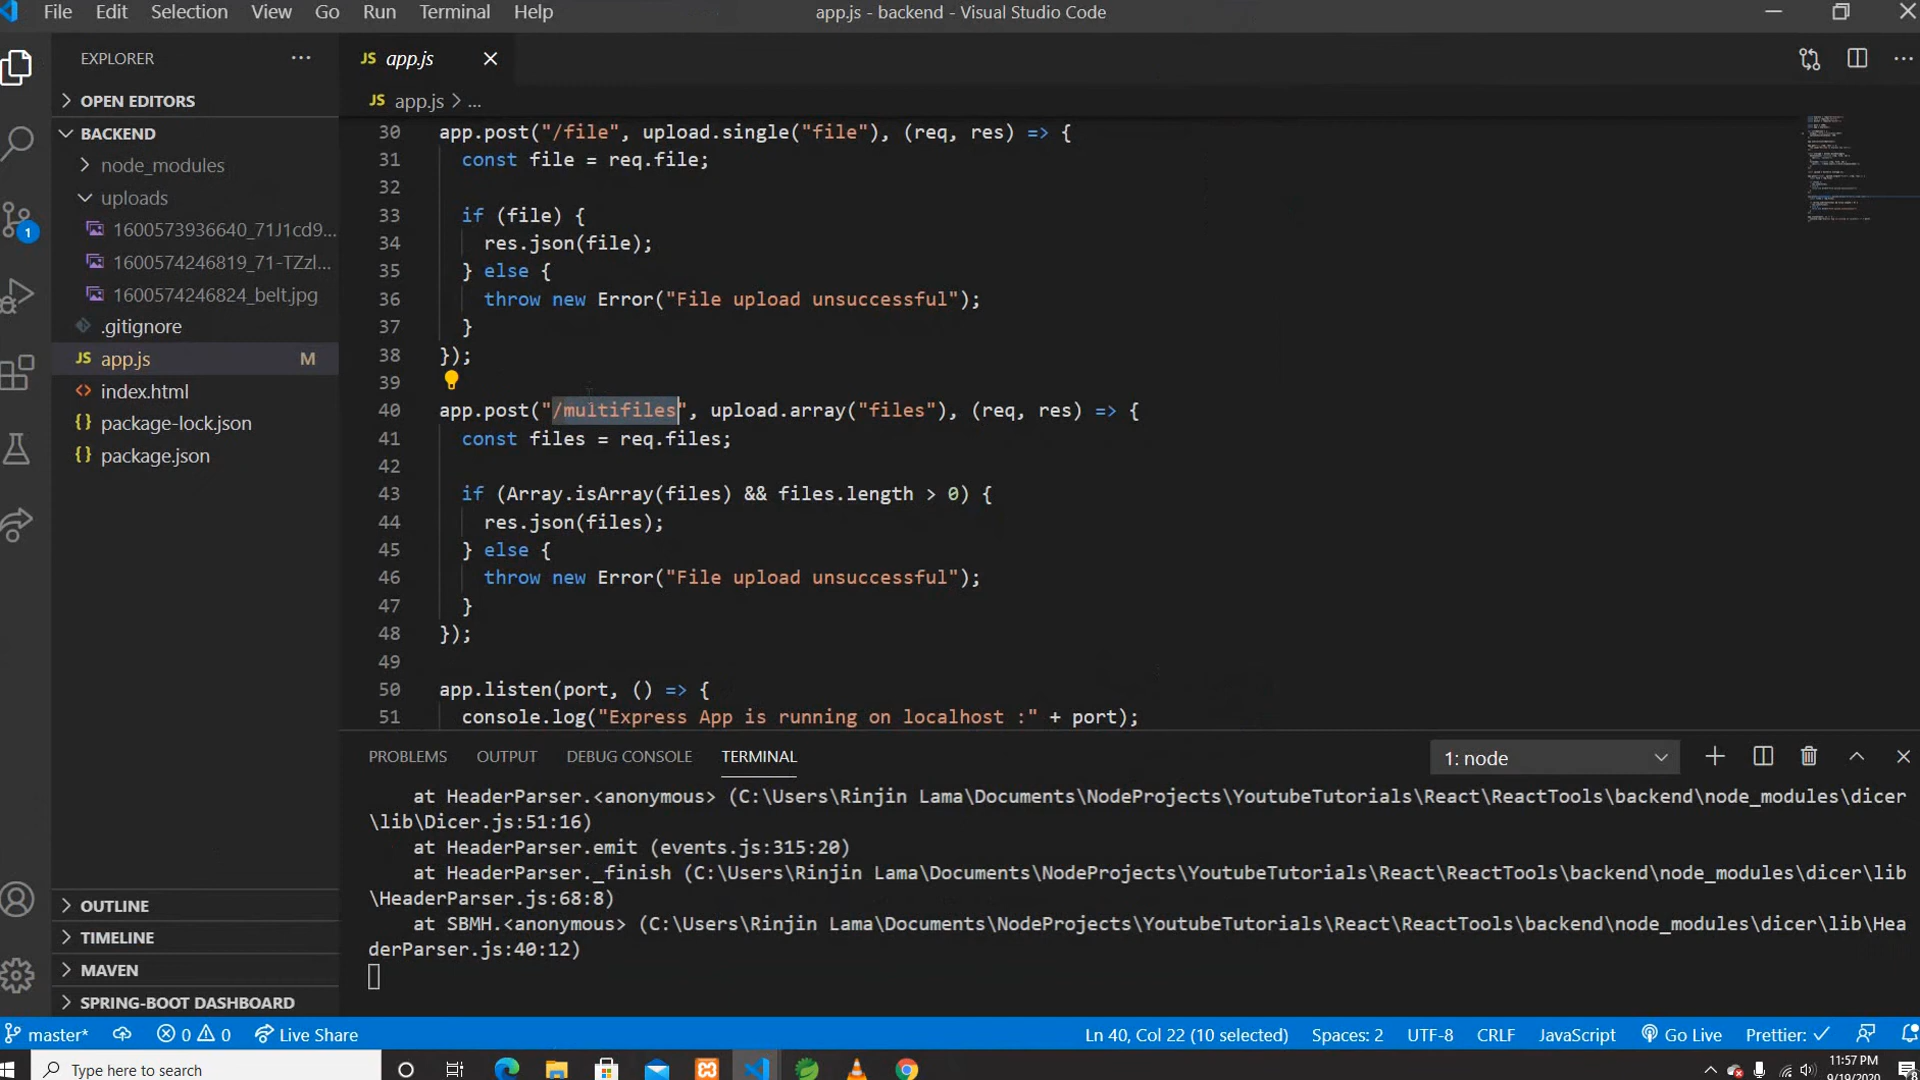 File Edit Selection View Go Run Terminal Help
app.js - backend - Visual Studio Code
EXPLORER
JS app.js
OPEN EDITORS
JS app.js > ...
BACKEND
node_modules
uploads
1600573936640_71J1cd9...
1600574246819_71-TZzl...
1600574246824_belt.jpg
.gitignore
JS app.js M
<> index.html
{} package-lock.json
{} package.json
1
30 app.post("/file", upload.single("file"), (req, res) => {
31 const file = req.file;
32
33 if (file) {
34 res.json(file);
35 } else {
36 throw new Error("File upload unsuccessful");
37 }
38 });
39
40 app.post("/multifiles", upload.array("files"), (req, res) => {
41 const files = req.files;
42
43 if (Array.isArray(files) && files.length > 0) {
44 res.json(files);
45 } else {
46 throw new Error("File upload unsuccessful");
47 }
48 });
49
50 app.listen(port, () => {
51 console.log("Express App is running on localhost :" + port);
PROBLEMS OUTPUT DEBUG CONSOLE TERMINAL
1: node
at HeaderParser.<anonymous> (C:\Users\Rinjin Lama\Documents\NodeProjects\YoutubeTutorials\React\ReactTools\backend\node_modules\dicer
\lib\Dicer.js:51:16)
at HeaderParser.emit (events.js:315:20)
at HeaderParser._finish (C:\Users\Rinjin Lama\Documents\NodeProjects\YoutubeTutorials\React\ReactTools\backend\node_modules\dicer\lib
\HeaderParser.js:68:8)
at SBMH.<anonymous> (C:\Users\Rinjin Lama\Documents\NodeProjects\YoutubeTutorials\React\ReactTools\backend\node_modules\dicer\lib\Hea
derParser.js:40:12)
OUTLINE
TIMELINE
MAVEN
SPRING-BOOT DASHBOARD
master* 0 0 Live Share
Ln 40, Col 22 (10 selected) Spaces: 2 UTF-8 CRLF JavaScript Go Live Prettier: ✓
Type here to search
11:57 PM
9/19/2020